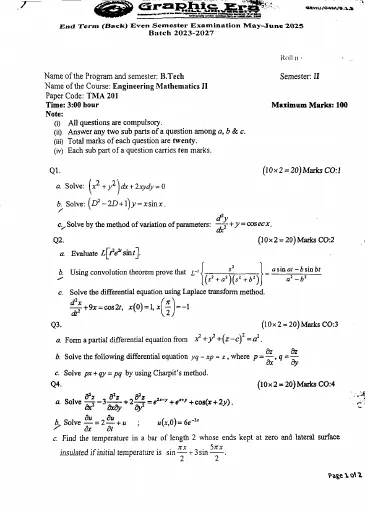 Graphic Era
HILL UNIVERSITY
End Term (Back) Even Semester Examination May-June 2025
Batch 2023-2027
Roll n
Name of the Program and semester: B.Tech Semester: II
Name of the Course: Engineering Mathematics II
Paper Code: TMA 201
Time: 3:00 hour Maximum Marks: 100
Note:
(i) All questions are compulsory.
(ii) Answer any two sub parts of a question among a, b & c.
(iii) Total marks of each question are twenty.
(iv) Each sub part of a question carries ten marks.
Q1. (10×2 = 20) Marks CO:1
a. Solve: (x² + y²)dx + 2xydy = 0
b. Solve: (D² − 2D + 1)y = x sin x.
c. Solve by the method of variation of parameters: d²y/dx² + y = cosec x.
Q2. (10×2 = 20) Marks CO:2
a. Evaluate L[t²eᵗ sin t].
b. Using convolution theorem prove that L⁻¹{s²/((s² + a²)(s² + b²))} = (a sin at − b sin bt)/(a² − b²)
c. Solve the differential equation using Laplace transform method.
d²x/dt² + 9x = cos 2t, x(0) = 1, x(π/2) = −1
Q3. (10×2 = 20) Marks CO:3
a. Form a partial differential equation from x² + y² + (z − c)² = a².
b. Solve the following differential equation yq − xp = z, where p = ∂z/∂x, q = ∂z/∂y
c. Solve px + qy = pq by using Charpit's method.
Q4. (10×2 = 20) Marks CO:4
a. Solve ∂²z/∂x² − 3 ∂²z/∂x∂y + 2 ∂²z/∂y² = e²ˣ⁺ʸ + eˣ⁺ʸ + cos(x + 2y).
b. Solve ∂u/∂x = 2 ∂u/∂t + u ; u(x,0) = 6e⁻³ˣ
c. Find the temperature in a bar of length 2 whose ends kept at zero and lateral surface
insulated if initial temperature is sin πx/2 + 3 sin 5πx/2.
Page 1 of 2